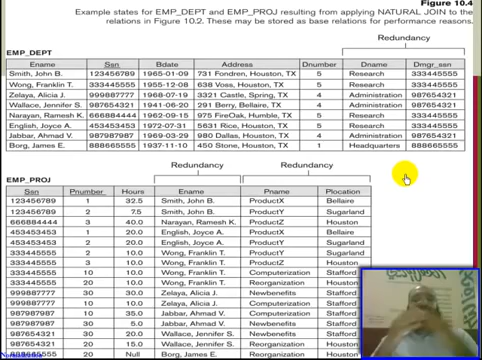 Figure 10.4
Example states for EMP_DEPT and EMP_PROJ resulting from applying NATURAL JOIN to the
relations in Figure 10.2. These may be stored as base relations for performance reasons.
Redundancy
EMP_DEPT
Ename Ssn Bdate Address Dnumber Dname Dmgr_ssn
Smith, John B. 123456789 1965-01-09 731 Fondren, Houston, TX 5 Research 333445555
Wong, Franklin T. 333445555 1955-12-08 638 Voss, Houston, TX 5 Research 333445555
Zelaya, Alicia J. 999887777 1968-07-19 3321 Castle, Spring, TX 4 Administration 987654321
Wallace, Jennifer S. 987654321 1941-06-20 291 Berry, Bellaire, TX 4 Administration 987654321
Narayan, Ramesh K. 666884444 1962-09-15 975 FireOak, Humble, TX 5 Research 333445555
English, Joyce A. 453453453 1972-07-31 5631 Rice, Houston, TX 5 Research 333445555
Jabbar, Ahmad V. 987987987 1969-03-29 980 Dallas, Houston, TX 4 Administration 987654321
Borg, James E. 888665555 1937-11-10 450 Stone, Houston, TX 1 Headquarters 888665555
Redundancy Redundancy
EMP_PROJ
Ssn Pnumber Hours Ename Pname Plocation
123456789 1 32.5 Smith, John B. ProductX Bellaire
123456789 2 7.5 Smith, John B. ProductY Sugarland
666884444 3 40.0 Narayan, Ramesh K. ProductZ Houston
453453453 1 20.0 English, Joyce A. ProductX Bellaire
453453453 2 20.0 English, Joyce A. ProductY Sugarland
333445555 2 10.0 Wong, Franklin T. ProductY Sugarland
333445555 3 10.0 Wong, Franklin T. ProductZ Houston
333445555 10 10.0 Wong, Franklin T. Computerization Stafford
333445555 20 10.0 Wong, Franklin T. Reorganization Houston
999887777 30 30.0 Zelaya, Alicia J. Newbenefits Stafford
999887777 10 10.0 Zelaya, Alicia J. Computerization Stafford
987987987 10 35.0 Jabbar, Ahmad V. Computerization Stafford
987987987 30 5.0 Jabbar, Ahmad V. Newbenefits Stafford
987654321 30 20.0 Wallace, Jennifer S. Newbenefits Stafford
987654321 20 15.0 Wallace, Jennifer S. Reorganization Houston
888665555 20 Null Borg, James E. Reorganization Houston